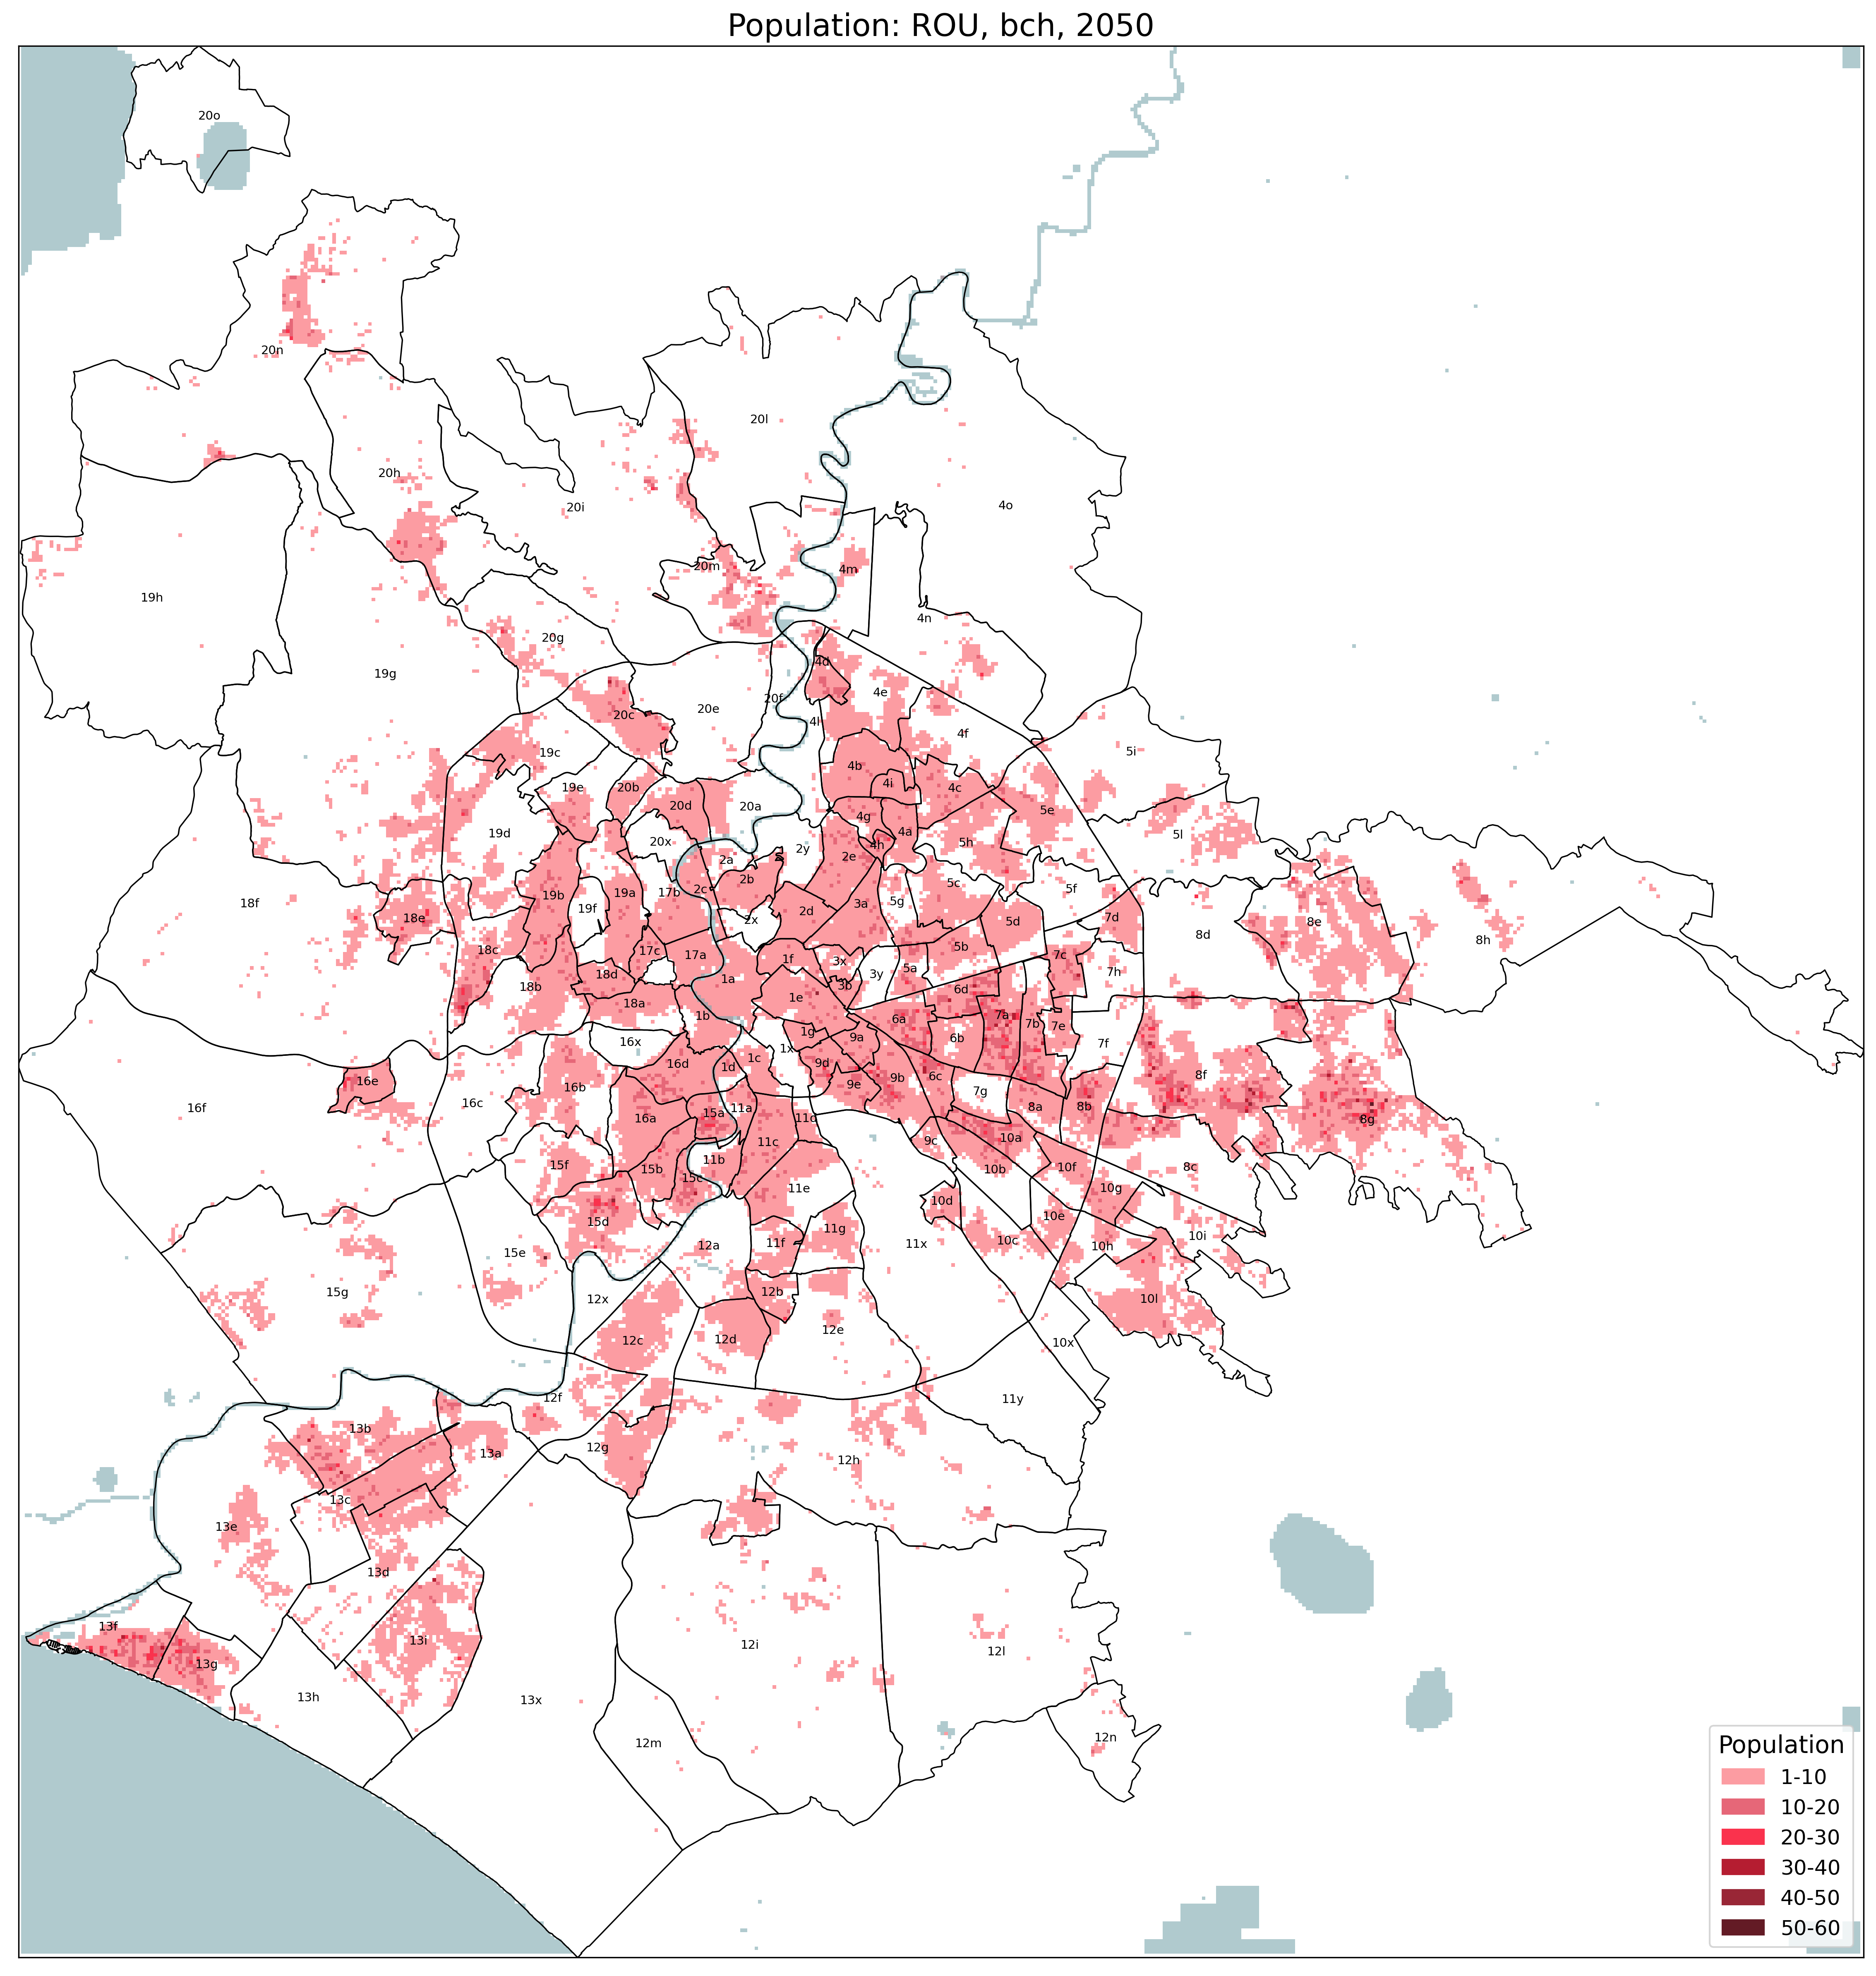 Population: ROU, bch, 2050
20o
20n
20l
20h
20i
4o
20m
4m
19h
4n
20g
19g
4d
20f
4e
20e
20c
4l
4f
19c
5i
4b
4i
19e
20b
4c
20d
20a
5e
4g
19d
4a
5l
20x
4h
5h
2y
2e
2a
2b
5c
5f
2c
17b
19a
19b
18f
3a
5g
19f
2d
18e
2x
5d
7d
8e
8d
8h
5b
18c
17c
17a
7c
1f
3x
5a
7h
3y
18d
1a
3b
18b
6d
1e
18a
1b
6a
7a
7b
7e
1g
9a
6b
16x
7f
1x
1c
16d
1d
9d
8f
6c
9b
16e
9e
16b
7g
16c
16f
8a
8b
11a
15a
16a
11d
8g
10a
11c
9c
11b
15f
8c
10f
15b
10b
15c
11e
10g
10d
15d
10e
11g
10i
10c
11x
11f
12a
10h
15e
15g
12b
12x
10l
12e
12d
12c
10x
12f
11y
13b
12g
13a
12h
13c
13e
13d
13f
13i
12i
12l
13g
13h
13x
12n
12m
Population
1-10
10-20
20-30
30-40
40-50
50-60